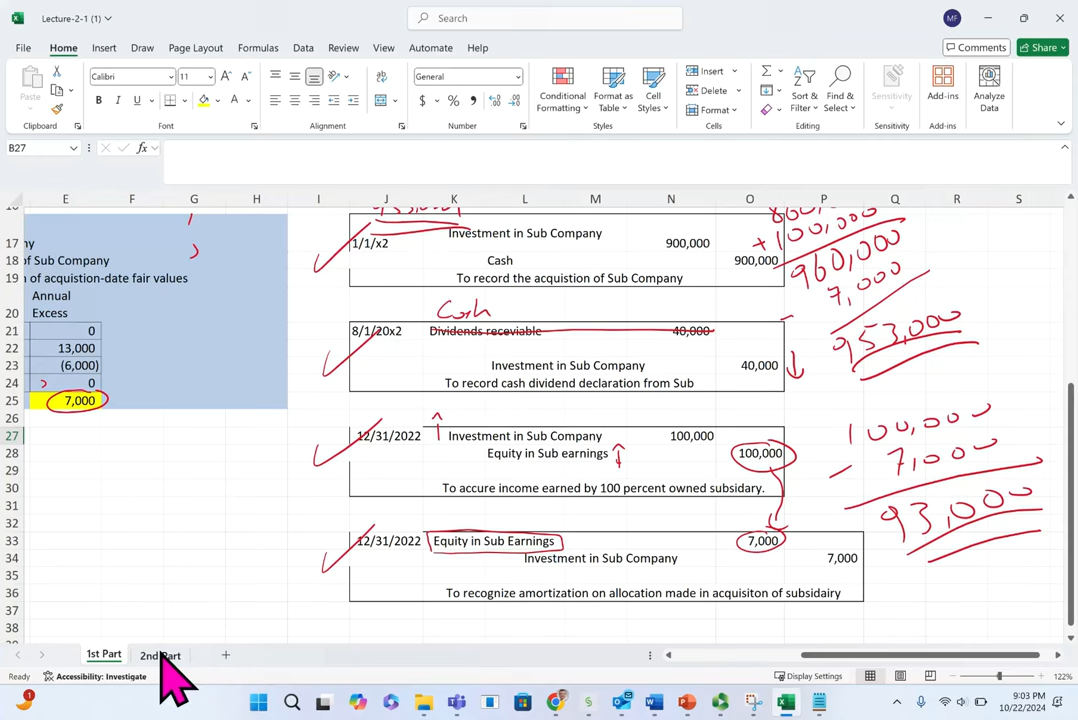 Lecture-2-1 (1)
Search
MF
File Home Insert Draw Page Layout Formulas Data Review View Automate Help
Comments Share
Paste
Calibri 11
B I U
General
$ % ,
Conditional Formatting
Format as Table
Cell Styles
Insert
Delete
Format
Sort & Filter
Find & Select
Sensitivity
Add-ins
Analyze Data
Clipboard Font Alignment Number Styles Cells Editing Sensitivity Add-ins
B27 fx
E F G H I J K L M N O P Q R S
+100,000
17 ny 1/1/x2 Investment in Sub Company 900,000
960,000
18 of Sub Company Cash 900,000
19 n of acquistion-date fair values To record the acquistion of Sub Company
7,000
Annual
20 Excess
Cash
21 0 8/1/20x2 Dividends receviable 40,000
953,000
22 13,000
23 (6,000) Investment in Sub Company 40,000
24 0 To record cash dividend declaration from Sub
25 7,000
26
27 12/31/2022 Investment in Sub Company 100,000
100,000
28 Equity in Sub earnings 100,000
- 7,000
29
30 To accure income earned by 100 percent owned subsidary.
31
93,000
32
33 12/31/2022 Equity in Sub Earnings 7,000
34 Investment in Sub Company 7,000
35
36 To recognize amortization on allocation made in acquisiton of subsidairy
37
38
1st Part 2nd Part +
Ready Accessibility: Investigate Display Settings 122%
1
9:03 PM
10/22/2024